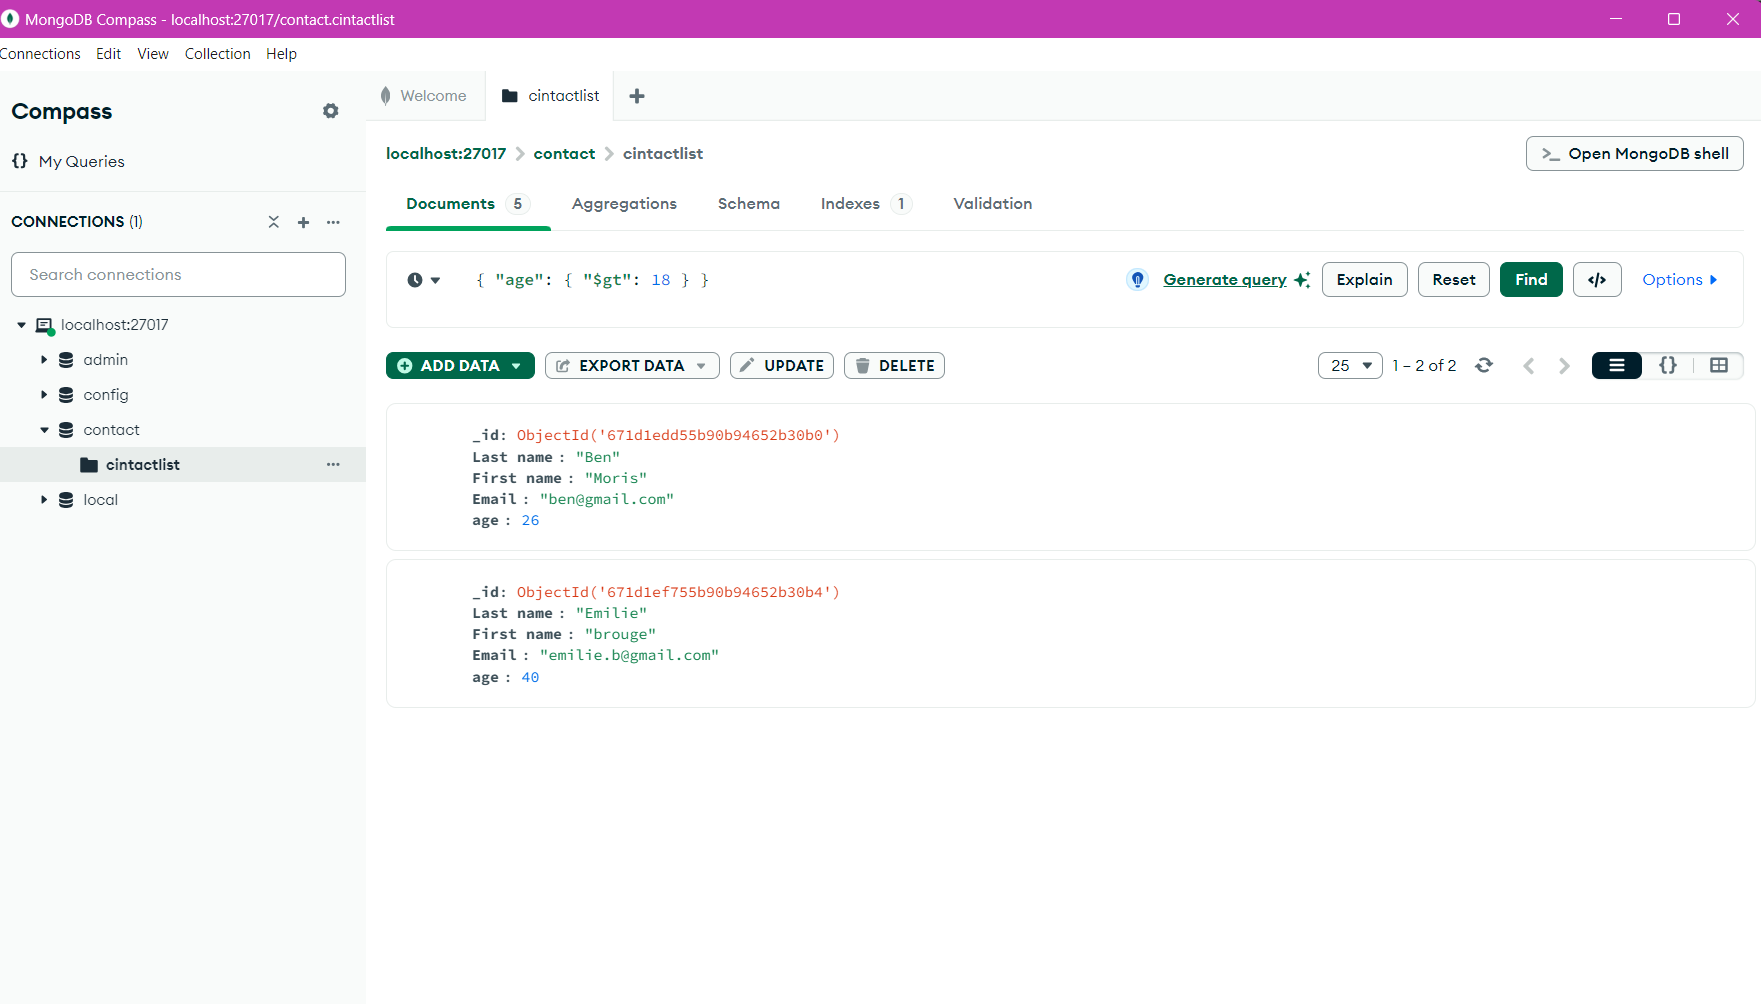 MongoDB Compass - localhost:27017/contact.cintactlist
Connections Edit View Collection Help
Compass
{} My Queries
CONNECTIONS (1)
Search connections
localhost:27017
admin
config
contact
cintactlist
local
Welcome cintactlist
localhost:27017 > contact > cintactlist
>_ Open MongoDB shell
Documents 5 Aggregations Schema Indexes 1 Validation
{ "age": { "$gt": 18 } }
Generate query Explain Reset Find </> Options
ADD DATA EXPORT DATA UPDATE DELETE
25 1 – 2 of 2 {}
_id: ObjectId('671d1edd55b90b94652b30b0')
Last name : "Ben"
First name : "Moris"
Email : "ben@gmail.com"
age : 26
_id: ObjectId('671d1ef755b90b94652b30b4')
Last name : "Emilie"
First name : "brouge"
Email : "emilie.b@gmail.com"
age : 40